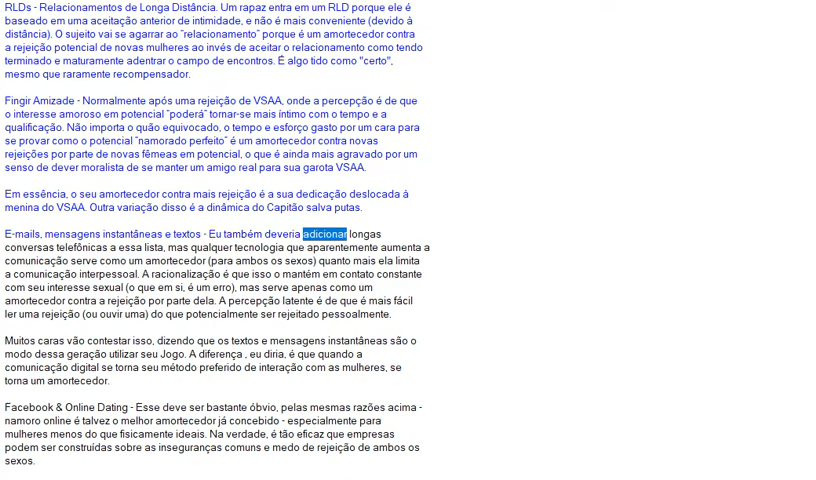 RLDs - Relacionamentos de Longa Distância. Um rapaz entra em um RLD porque ele é
baseado em uma aceitação anterior de intimidade, e não é mais conveniente (devido à
distância). O sujeito vai se agarrar ao "relacionamento" porque é um amortecedor contra
a rejeição potencial de novas mulheres ao invés de aceitar o relacionamento como tendo
terminado e maturamente adentrar o campo de encontros. É algo tido como "certo",
mesmo que raramente recompensador.

Fingir Amizade - Normalmente após uma rejeição de VSAA, onde a percepção é de que
o interesse amoroso em potencial "poderá" tornar-se mais íntimo com o tempo e a
qualificação. Não importa o quão equivocado, o tempo e esforço gasto por um cara para
se provar como o potencial "namorado perfeito" é um amortecedor contra novas
rejeições por parte de novas fêmeas em potencial, o que é ainda mais agravado por um
senso de dever moralista de se manter um amigo real para sua garota VSAA.

Em essência, o seu amortecedor contra mais rejeição é a sua dedicação deslocada à
menina do VSAA. Outra variação disso é a dinâmica do Capitão salva putas.

E-mails, mensagens instantâneas e textos - Eu também deveria adicionar longas
conversas telefônicas a essa lista, mas qualquer tecnologia que aparentemente aumenta a
comunicação serve como um amortecedor (para ambos os sexos) quanto mais ela limita
a comunicação interpessoal. A racionalização é que isso o mantém em contato constante
com seu interesse sexual (o que em si, é um erro), mas serve apenas como um
amortecedor contra a rejeição por parte dela. A percepção latente é de que é mais fácil
ler uma rejeição (ou ouvir uma) do que potencialmente ser rejeitado pessoalmente.

Muitos caras vão contestar isso, dizendo que os textos e mensagens instantâneas são o
modo dessa geração utilizar seu Jogo. A diferença , eu diria, é que quando a
comunicação digital se torna seu método preferido de interação com as mulheres, se
torna um amortecedor.

Facebook & Online Dating - Esse deve ser bastante óbvio, pelas mesmas razões acima -
namoro online é talvez o melhor amortecedor já concebido - especialmente para
mulheres menos do que fisicamente ideais. Na verdade, é tão eficaz que empresas
podem ser construídas sobre as inseguranças comuns e medo de rejeição de ambos os
sexos.